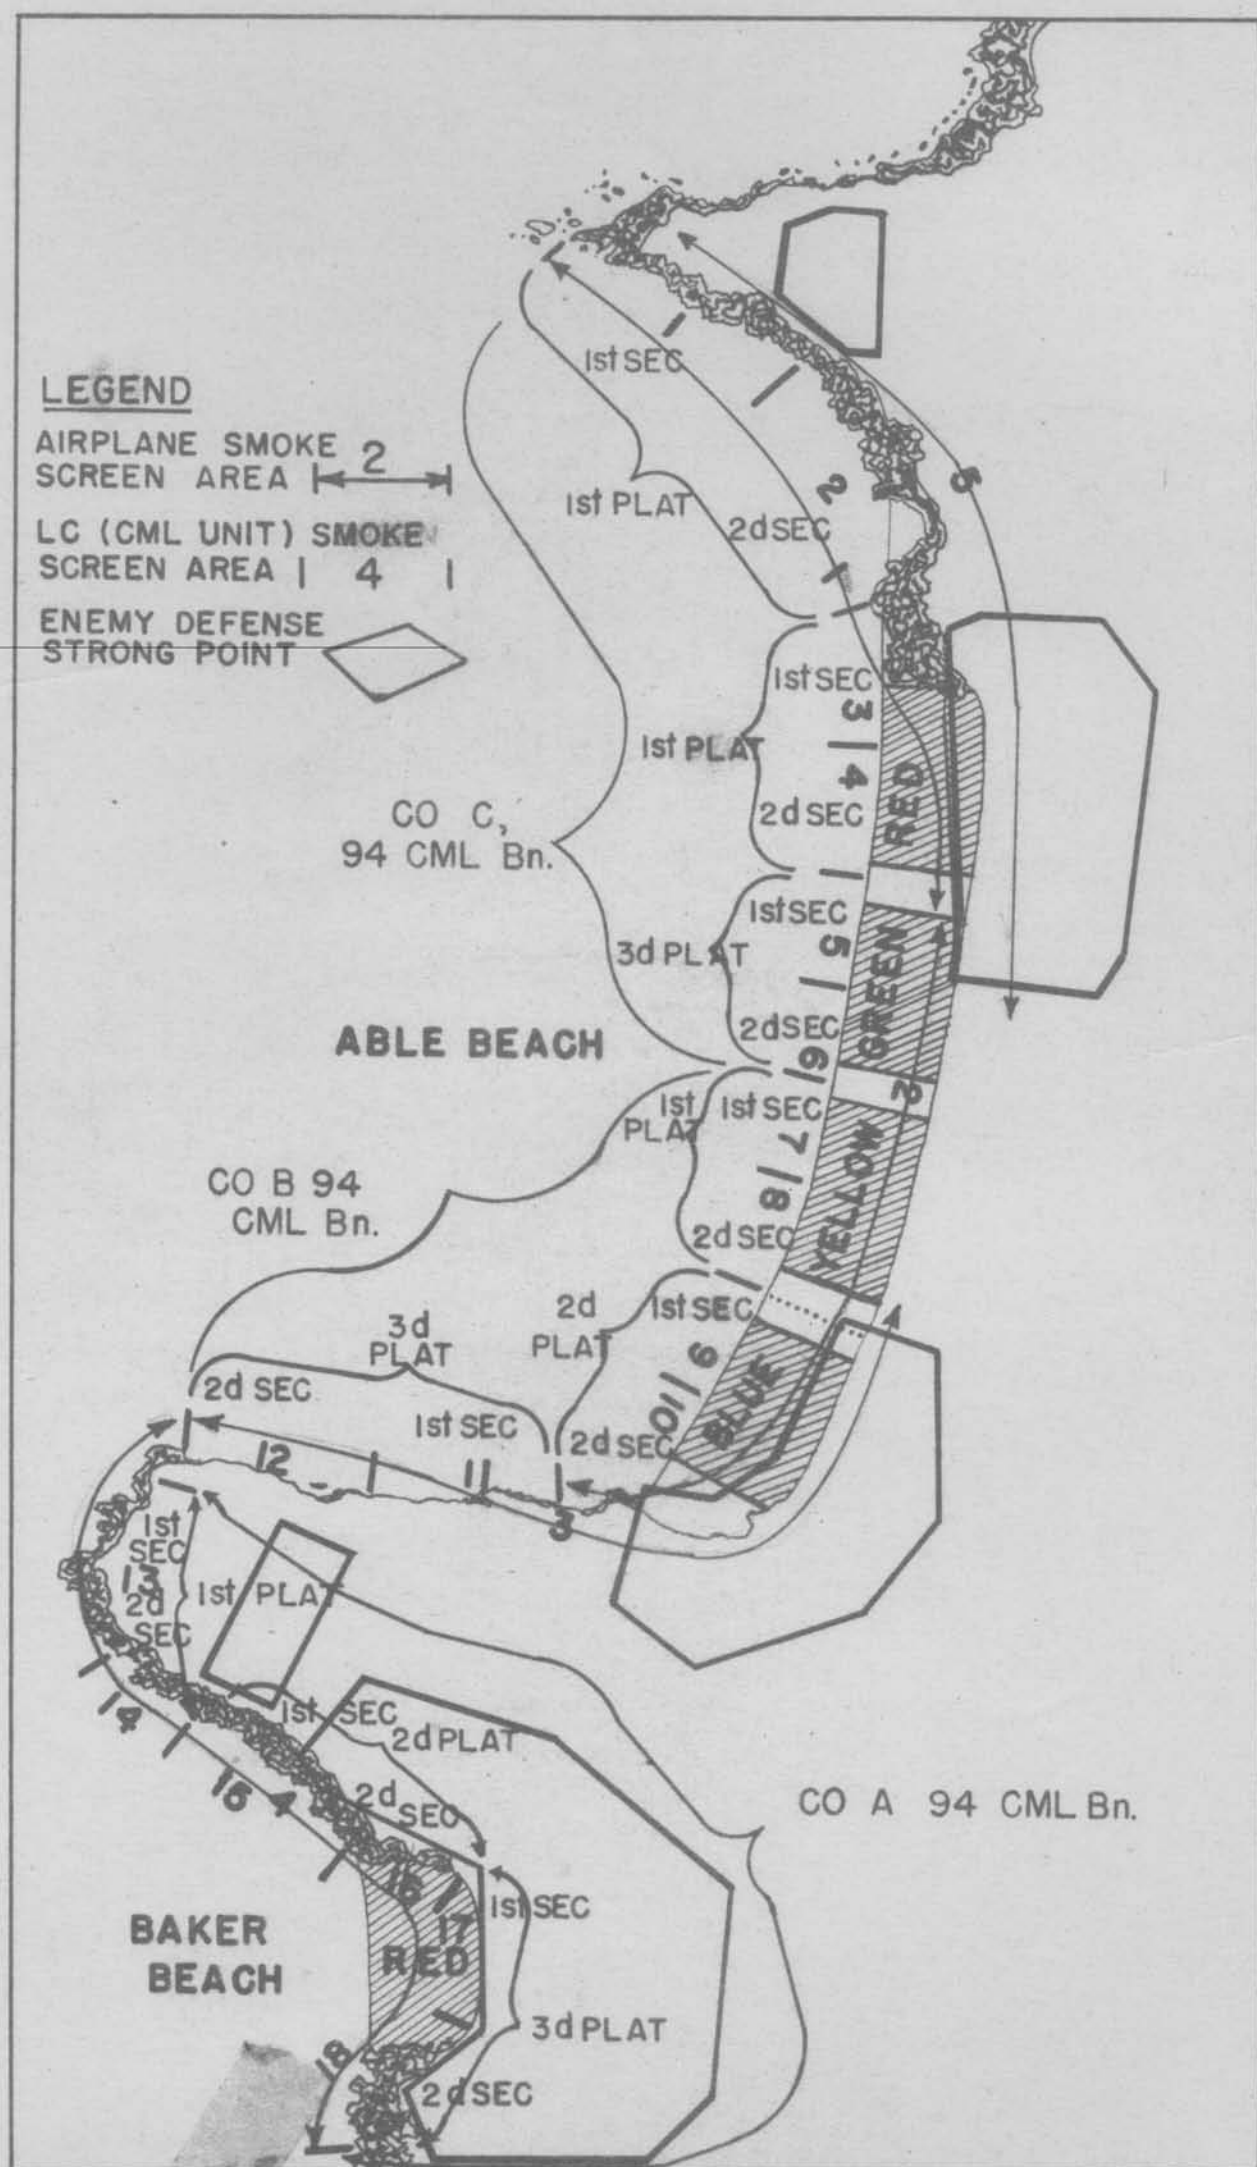 LEGEND
AIRPLANE SMOKE 2
SCREEN AREA
LC (CML UNIT) SMOKE
SCREEN AREA 4
ENEMY DEFENSE
STRONG POINT
1st SEC
1st PLAT
2d SEC
2
1
5
1st SEC
3
1st PLAT
4
2d SEC
RED
CO C,
94 CML Bn.
1st SEC
3d PLAT
5
GREEN
2d SEC
6
ABLE BEACH
2
1st
PLAT
1st SEC
7
8
YELLOW
2d SEC
CO B 94
CML Bn.
2d
PLAT
1st SEC
9
10
BLUE
2d SEC
3d
PLAT
2d SEC
1st SEC
12
11
3
1st
SEC
13
2d
SEC
1st PLAT
14
15
4
1st SEC
2d PLAT
2d
SEC
CO A 94 CML Bn.
16
17
RED
1st SEC
BAKER
BEACH
3d PLAT
18
2d SEC